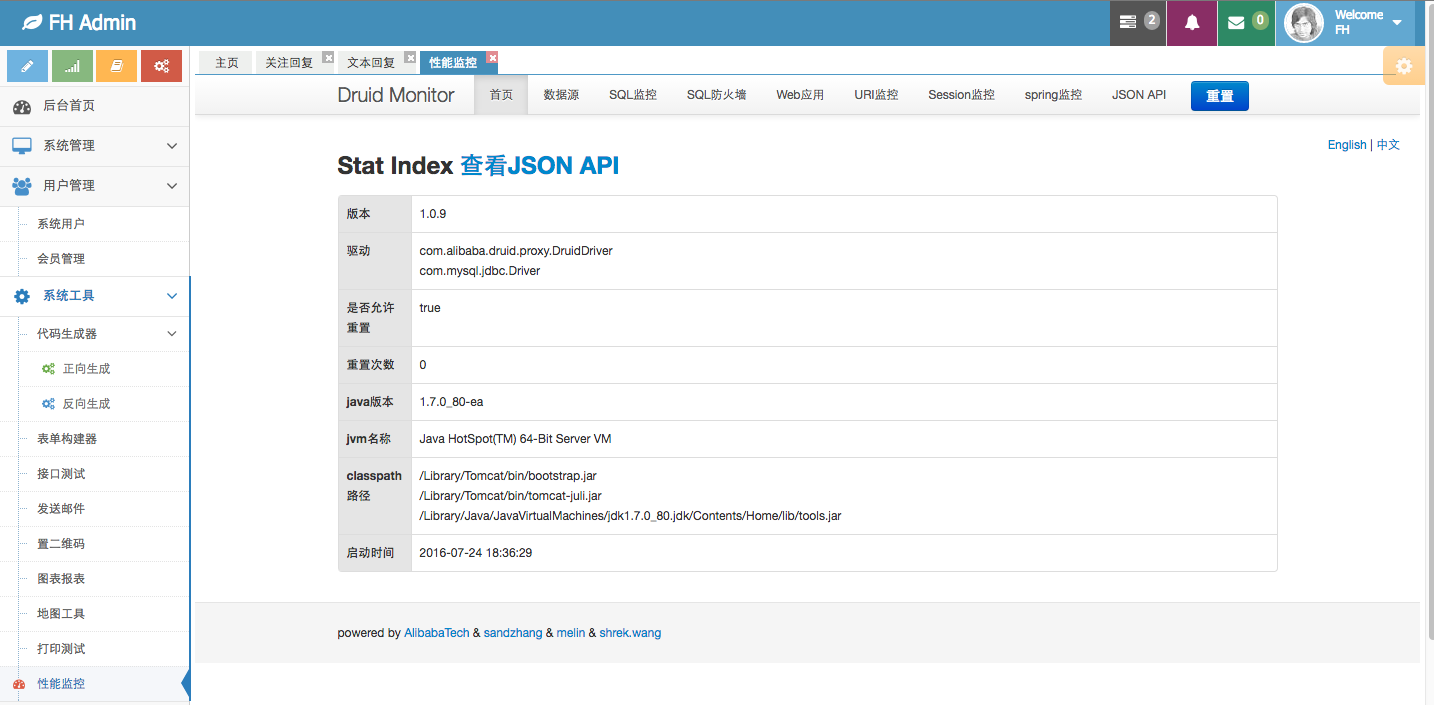 FH Admin
2
0
Welcome
FH
主页
关注回复
文本回复
性能监控
后台首页
系统管理
用户管理
系统用户
会员管理
系统工具
代码生成器
正向生成
反向生成
表单构建器
接口测试
发送邮件
置二维码
图表报表
地图工具
打印测试
性能监控
Druid Monitor
首页
数据源
SQL监控
SQL防火墙
Web应用
URI监控
Session监控
spring监控
JSON API
重置
English | 中文
Stat Index 查看JSON API
版本 1.0.9
驱动 com.alibaba.druid.proxy.DruidDriver
com.mysql.jdbc.Driver
是否允许 true
重置
重置次数 0
java版本 1.7.0_80-ea
jvm名称 Java HotSpot(TM) 64-Bit Server VM
classpath /Library/Tomcat/bin/bootstrap.jar
路径 /Library/Tomcat/bin/tomcat-juli.jar
/Library/Java/JavaVirtualMachines/jdk1.7.0_80.jdk/Contents/Home/lib/tools.jar
启动时间 2016-07-24 18:36:29
powered by AlibabaTech & sandzhang & melin & shrek.wang